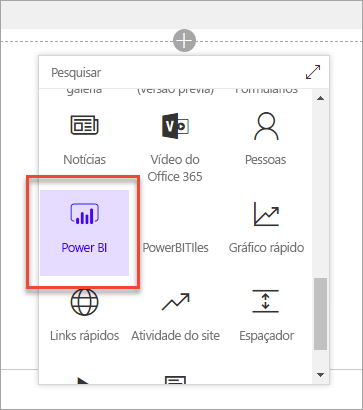 Pesquisar
galeria (versão prévia) Formulários
Notícias Vídeo do Pessoas
Office 365
Power BI PowerBITIles Gráfico rápido
Links rápidos Atividade do site Espaçador